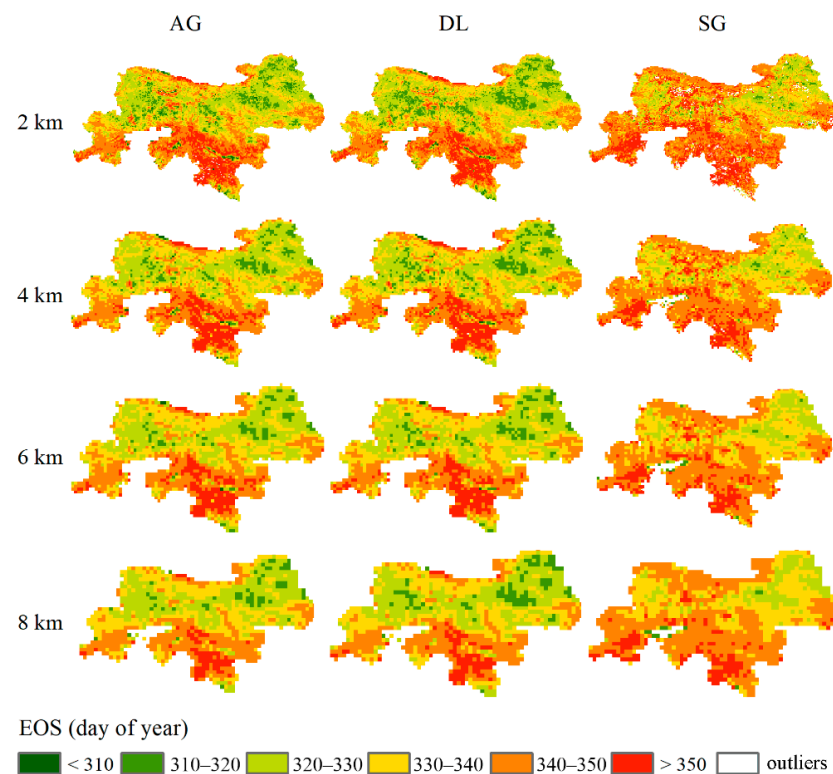 AG DL SG
2 km
4 km
6 km
8 km
EOS (day of year)
< 310 310–320 320–330 330–340 340–350 > 350 outliers